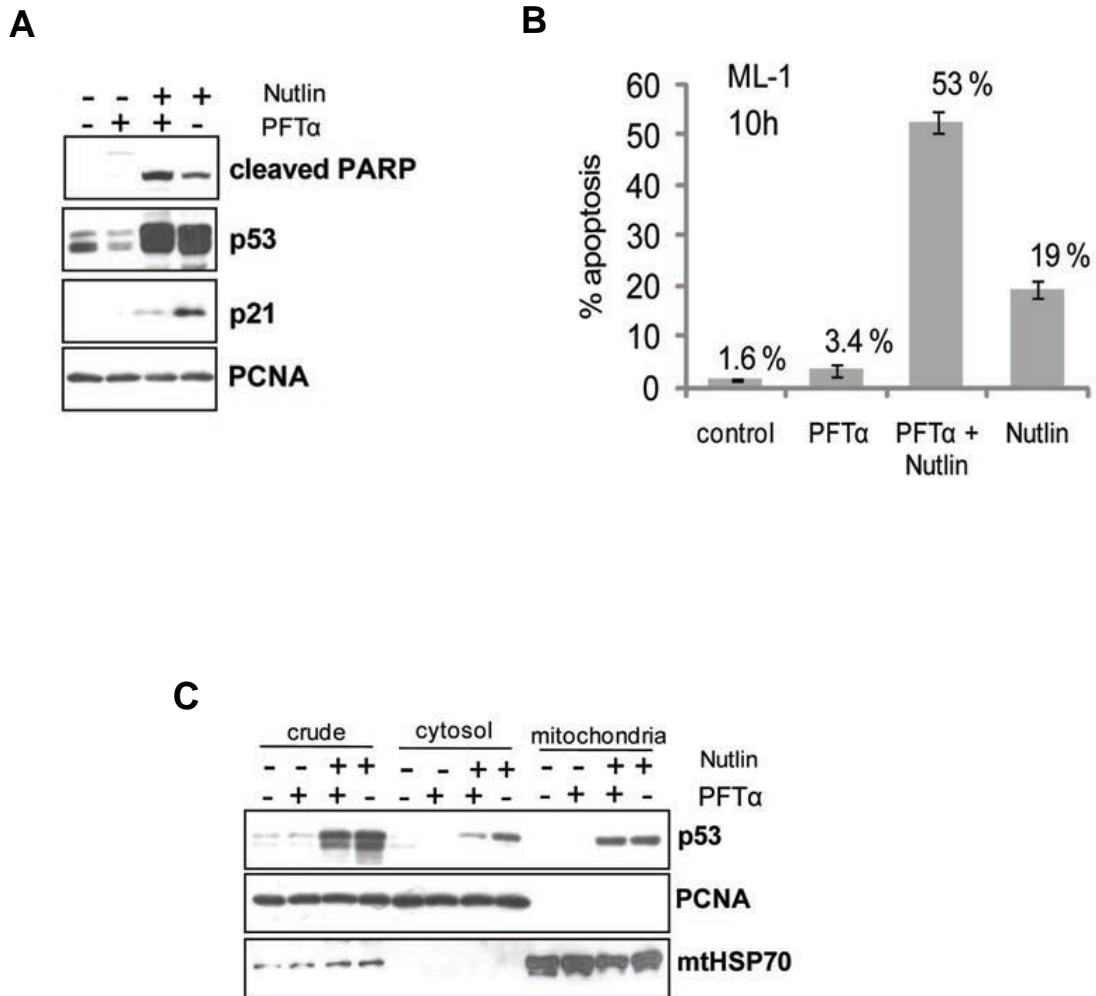 A
- - + + Nutlin
- + + - PFTα
cleaved PARP
p53
p21
PCNA
B
ML-1
10h
% apoptosis
60
50
40
30
20
10
0
1.6 %
3.4 %
53 %
19 %
control
PFTα
PFTα +
Nutlin
Nutlin
C
crude cytosol mitochondria
- - + + - - + + - - + + Nutlin
- + + - - + + - - + + - PFTα
p53
PCNA
mtHSP70